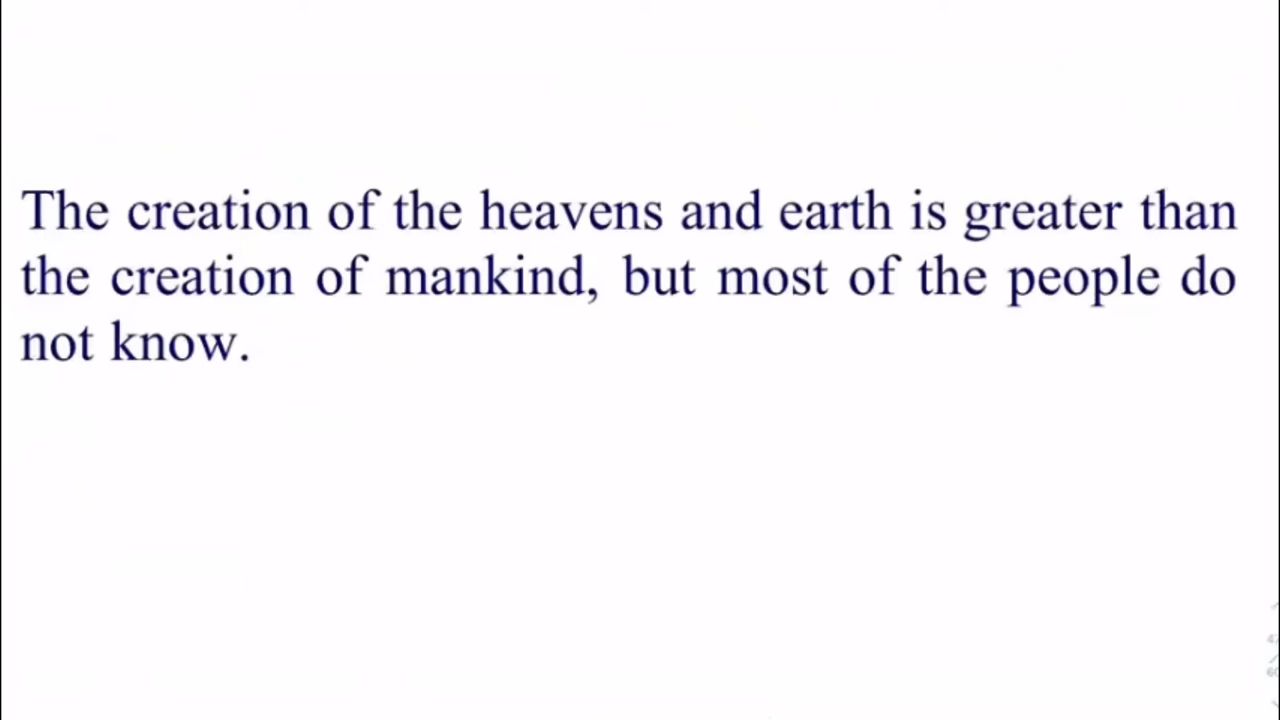 The creation of the heavens and earth is greater than
the creation of mankind, but most of the people do
not know.